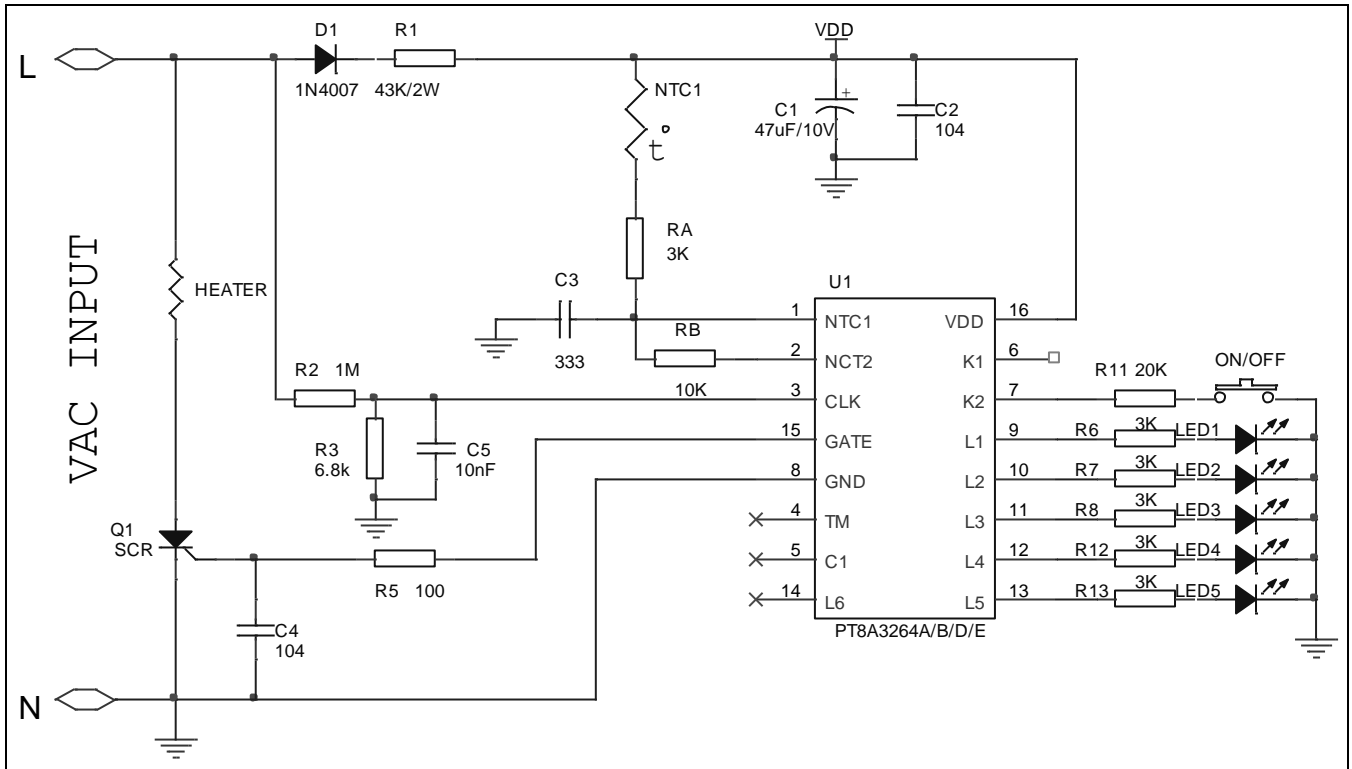 L
D1
R1
1N4007
43K/2W
VDD
NTC1
t°
C1
47uF/10V
+
C2
104
RA
3K
VAC INPUT
HEATER
C3
333
RB
10K
U1
1
NTC1
VDD
16
2
NCT2
K1
6
3
CLK
K2
7
15
GATE
L1
9
8
GND
L2
10
4
TM
L3
11
5
C1
L4
12
14
L6
L5
13
PT8A3264A/B/D/E
R2 1M
R3
6.8k
C5
10nF
R11 20K
ON/OFF
R6
3K
LED1
R7
3K
LED2
R8
3K
LED3
R12
3K
LED4
R13
3K
LED5
Q1
SCR
R5 100
C4
104
N